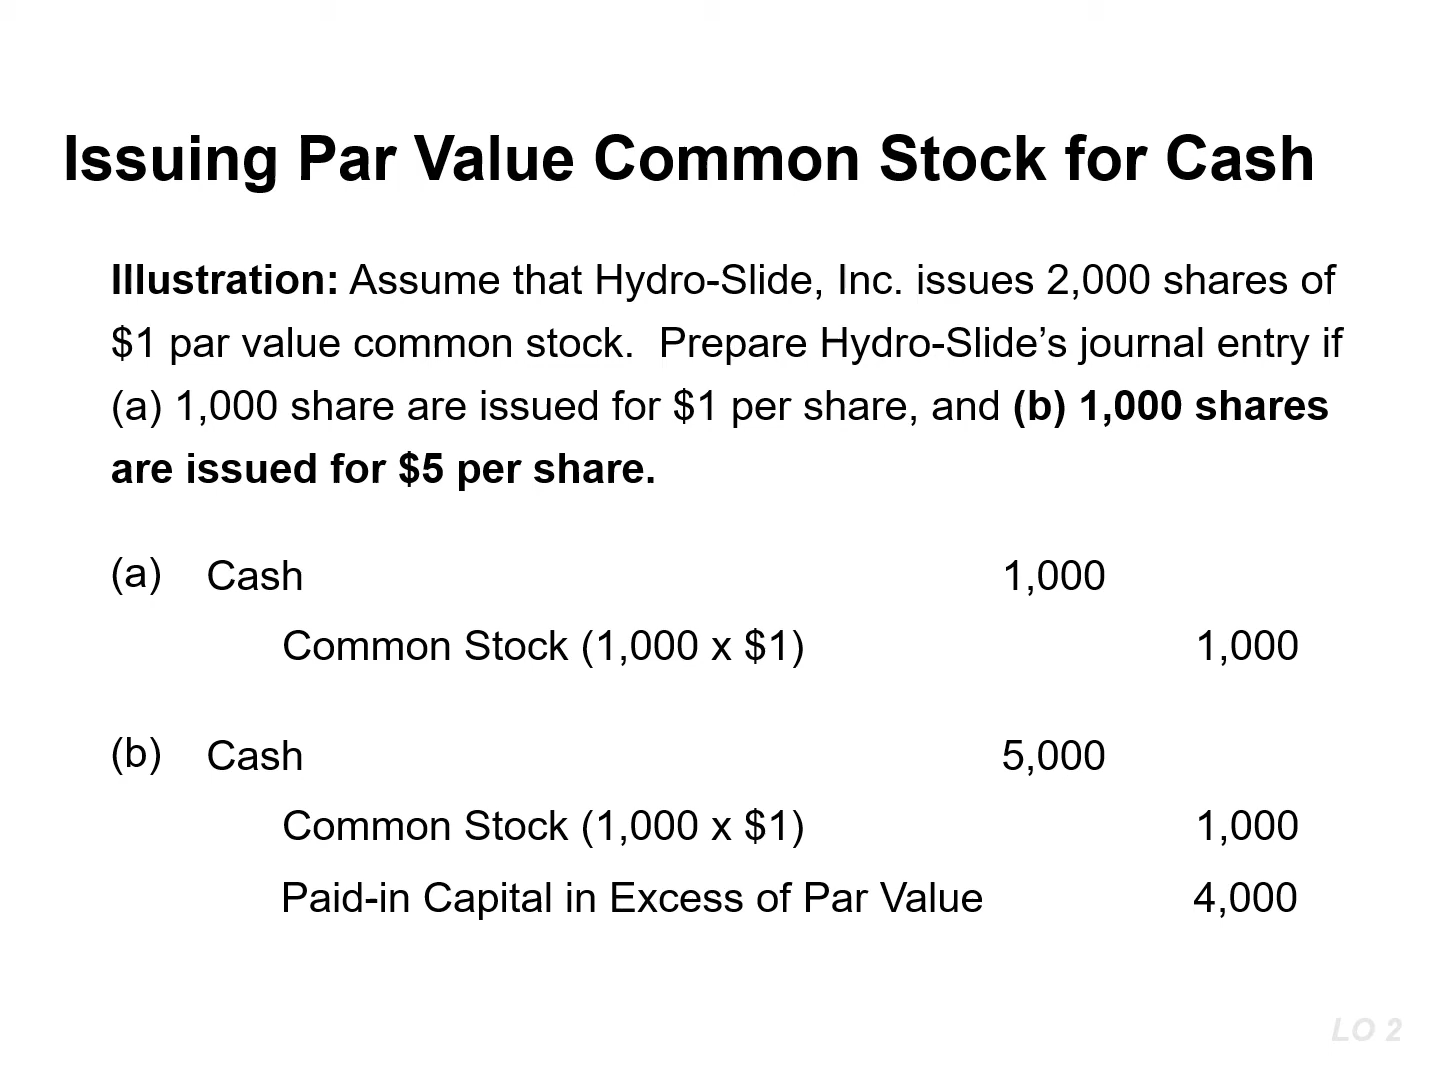 Issuing Par Value Common Stock for Cash
Illustration: Assume that Hydro-Slide, Inc. issues 2,000 shares of
$1 par value common stock.  Prepare Hydro-Slide’s journal entry if
(a) 1,000 share are issued for $1 per share, and (b) 1,000 shares
are issued for $5 per share.
(a) Cash 1,000
Common Stock (1,000 x $1) 1,000
(b) Cash 5,000
Common Stock (1,000 x $1) 1,000
Paid-in Capital in Excess of Par Value 4,000
LO 2